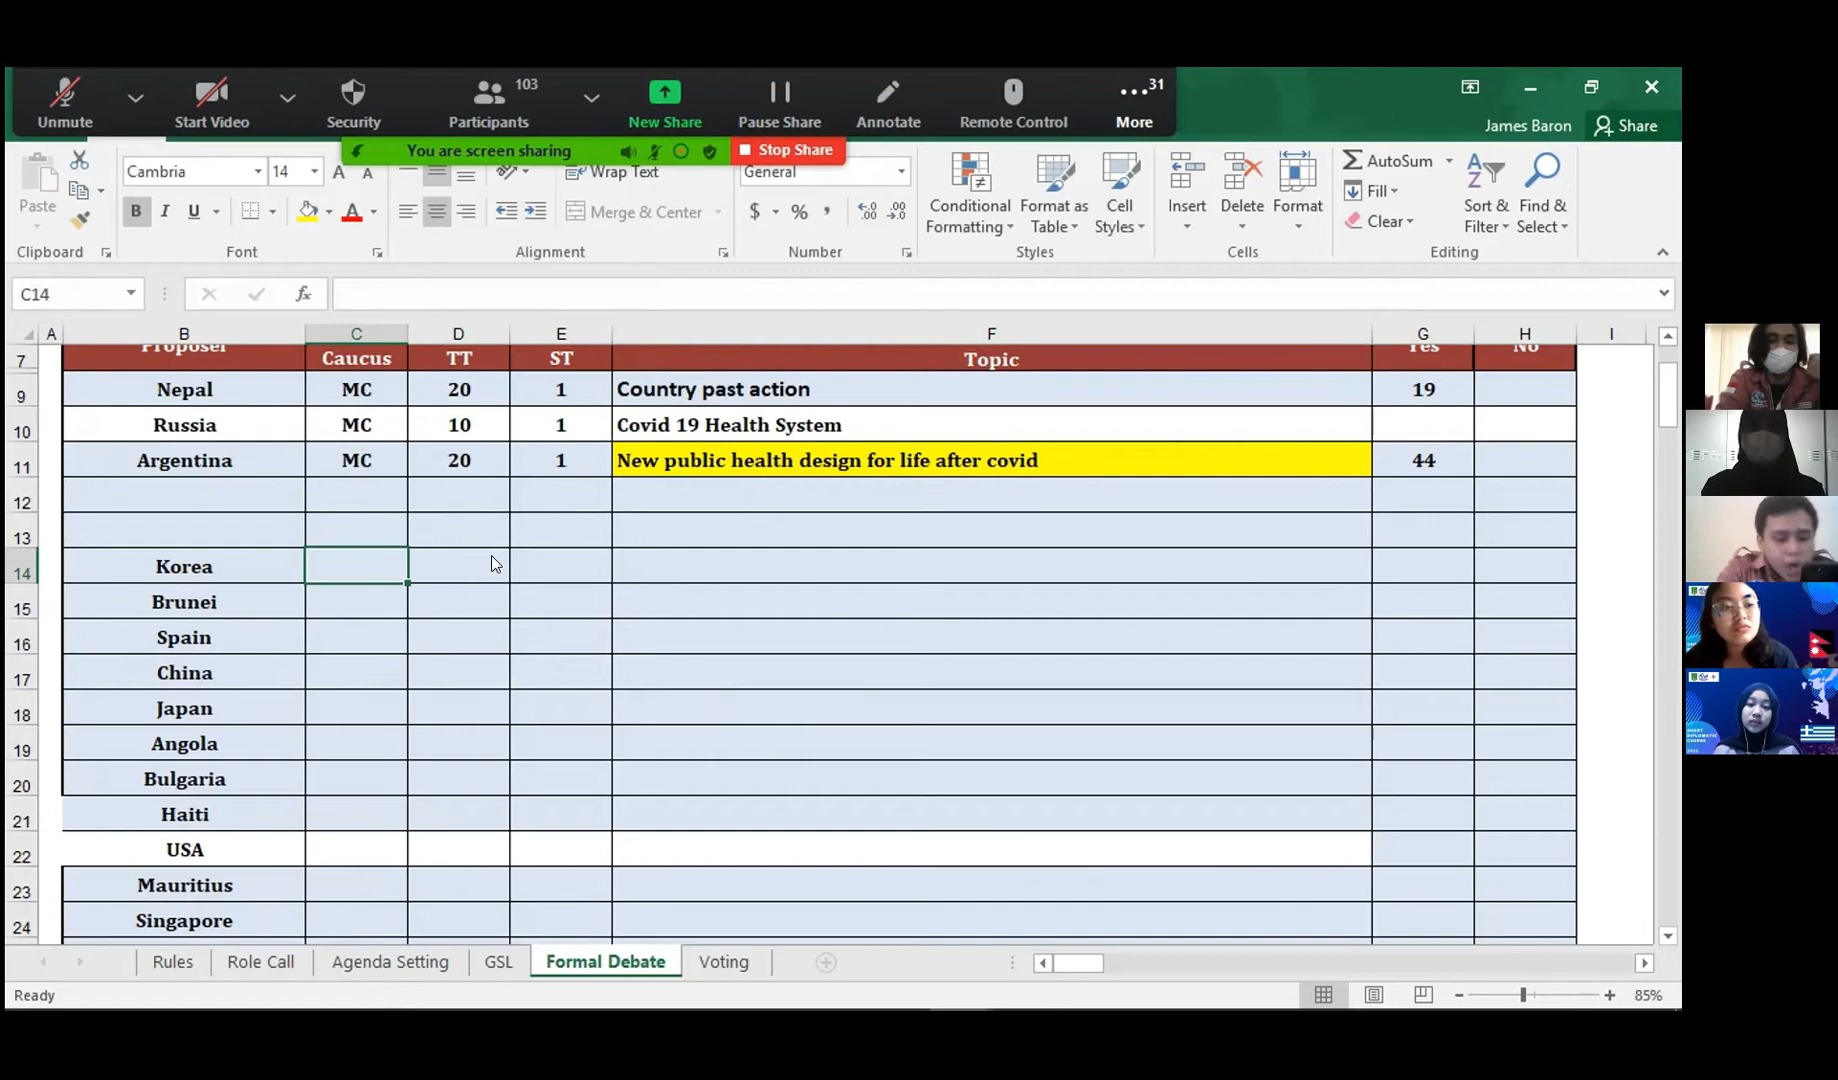 103
31
Unmute
Start Video
Security
Participants
New Share
Pause Share
Annotate
Remote Control
More
James Baron
Share
You are screen sharing
Stop Share
Cambria
14
Wrap Text
General
AutoSum
Fill
Clear
Paste
B I U
Merge & Center
$ % ,
Conditional Formatting
Format as Table
Cell Styles
Insert
Delete
Format
Sort & Filter
Find & Select
Clipboard
Font
Alignment
Number
Styles
Cells
Editing
C14
fx
A B C D E F G H I
7 Proposer Caucus TT ST Topic Yes No
9 Nepal MC 20 1 Country past action 19
10 Russia MC 10 1 Covid 19 Health System
11 Argentina MC 20 1 New public health design for life after covid 44
12
13
14 Korea
15 Brunei
16 Spain
17 China
18 Japan
19 Angola
20 Bulgaria
21 Haiti
22 USA
23 Mauritius
24 Singapore
Rules
Role Call
Agenda Setting
GSL
Formal Debate
Voting
Ready
85%